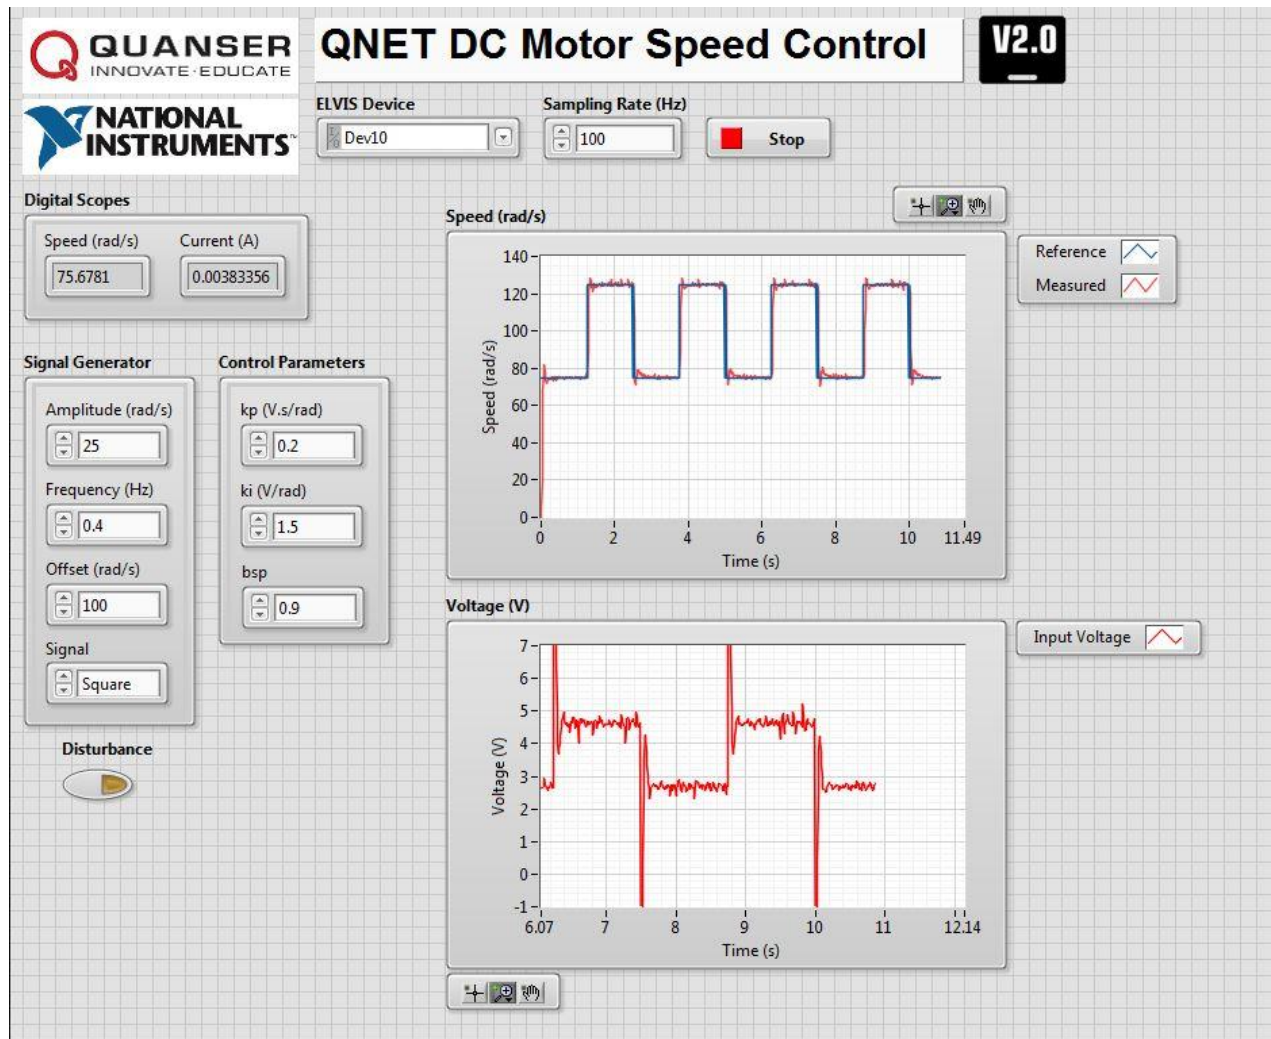 QUANSER
INNOVATE·EDUCATE
QNET DC Motor Speed Control
V2.0
NATIONAL
INSTRUMENTS™
ELVIS Device
Dev10
Sampling Rate (Hz)
100
Stop
Digital Scopes
Speed (rad/s)
75.6781
Current (A)
0.00383356
Signal Generator
Amplitude (rad/s)
25
Frequency (Hz)
0.4
Offset (rad/s)
100
Signal
Square
Control Parameters
kp (V.s/rad)
0.2
ki (V/rad)
1.5
bsp
0.9
Disturbance
Speed (rad/s)
140
120
100
80
60
40
20
0
Speed (rad/s)
0 2 4 6 8 10 11.49
Time (s)
Reference
Measured
Voltage (V)
7
6
5
4
3
2
1
0
-1
Voltage (V)
6.07 7 8 9 10 11 12.14
Time (s)
Input Voltage